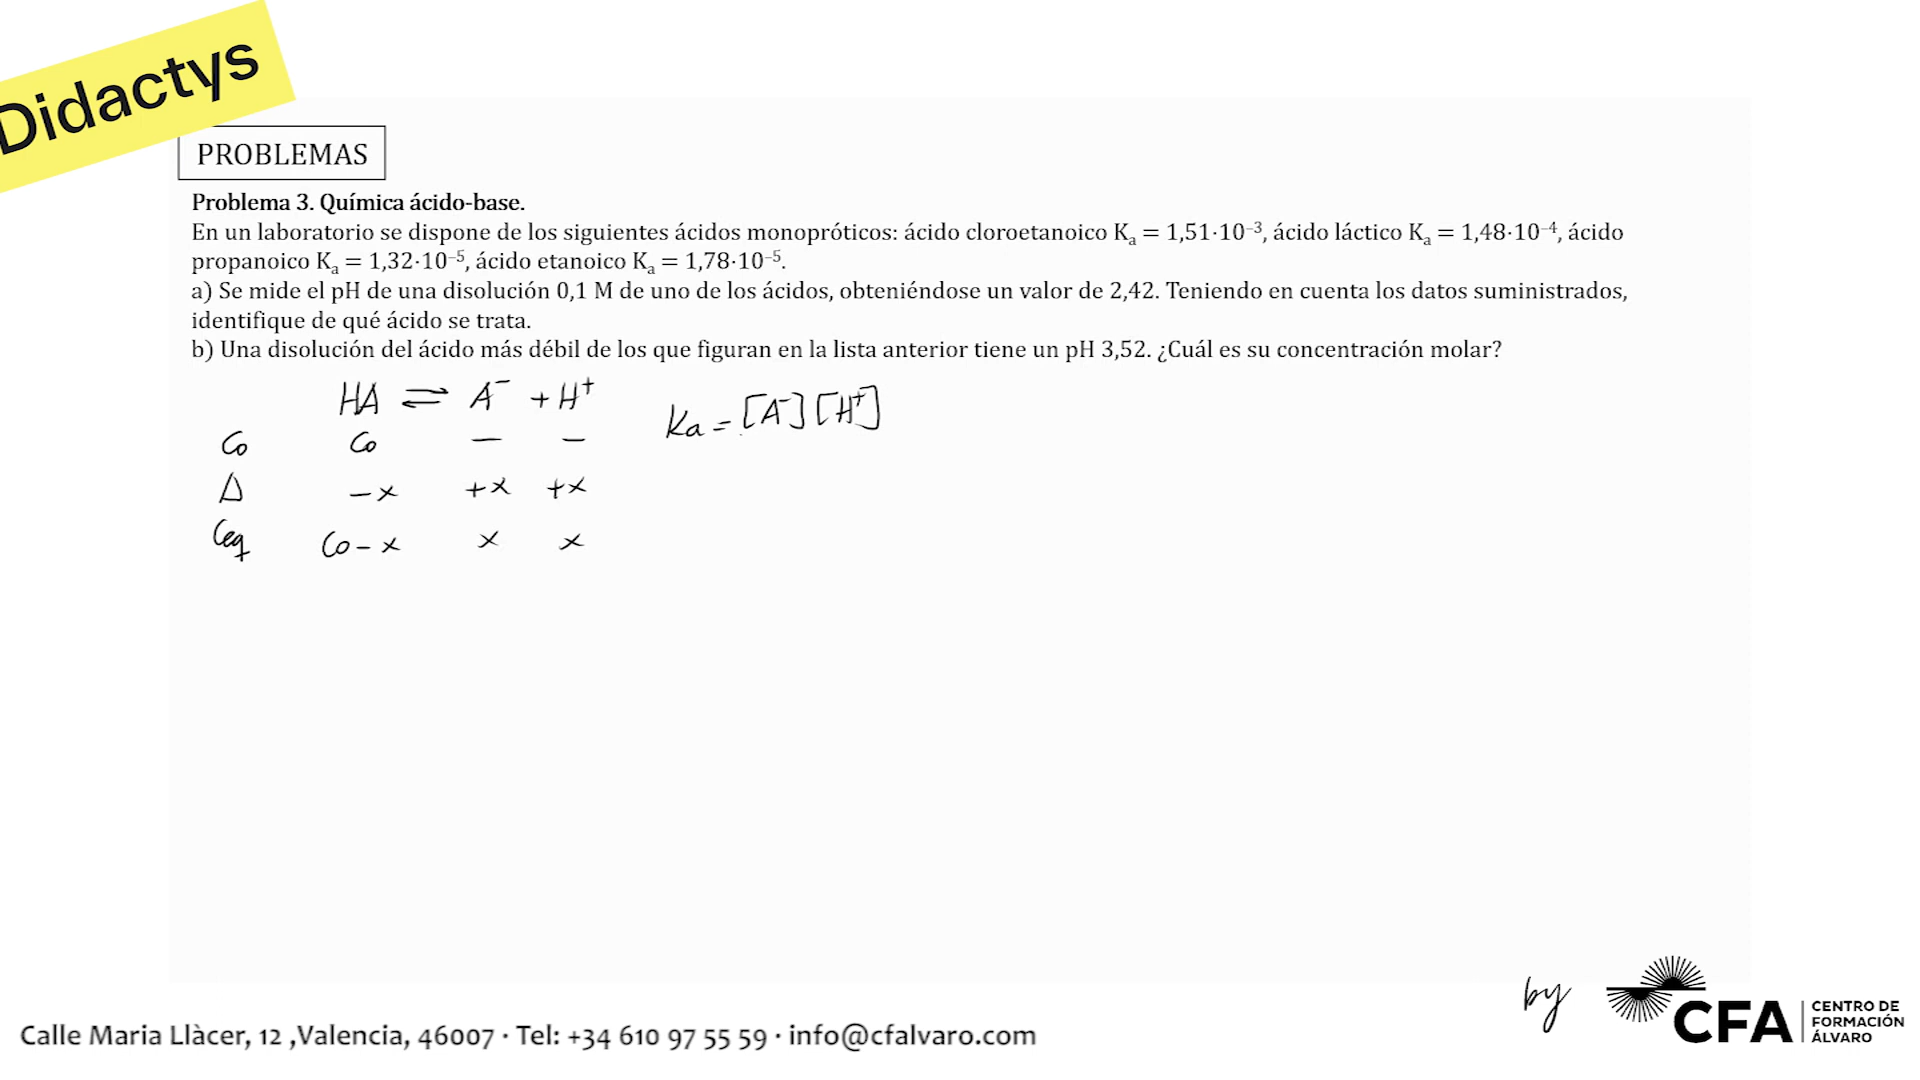 Didactys
PROBLEMAS
Problema 3. Química ácido-base.
En un laboratorio se dispone de los siguientes ácidos monopróticos: ácido cloroetanoico Kₐ = 1,51·10⁻³, ácido láctico Kₐ = 1,48·10⁻⁴, ácido
propanoico Kₐ = 1,32·10⁻⁵, ácido etanoico Kₐ = 1,78·10⁻⁵.
a) Se mide el pH de una disolución 0,1 M de uno de los ácidos, obteniéndose un valor de 2,42. Teniendo en cuenta los datos suministrados,
identifique de qué ácido se trata.
b) Una disolución del ácido más débil de los que figuran en la lista anterior tiene un pH 3,52. ¿Cuál es su concentración molar?
HA ⇌ A⁻ + H⁺
Ka = [A⁻][H⁺]
Co Co — –
Δ –x +x +x
Ceq Co–x x x
by
CFA
CENTRO DE
FORMACIÓN
ÁLVARO
Calle Maria Llàcer, 12 ,Valencia, 46007 · Tel: +34 610 97 55 59 · info@cfalvaro.com